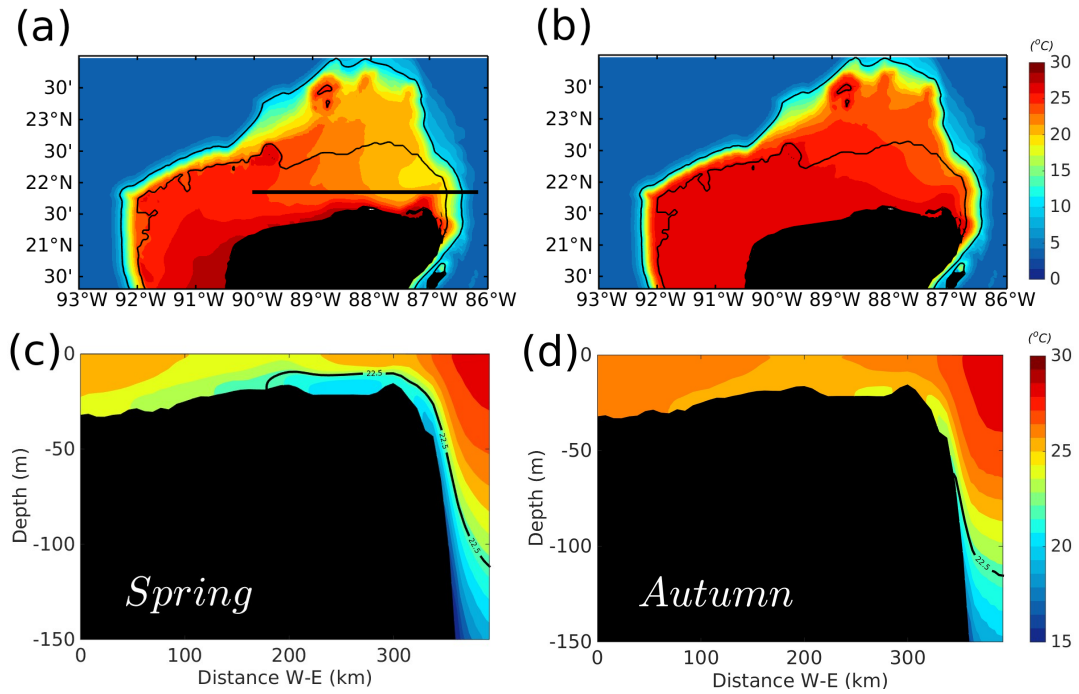 (a)
(b)
(°C)
30'
23°N
30'
22°N
30'
21°N
30'
93°W 92°W 91°W 90°W 89°W 88°W 87°W 86°W
93°W 92°W 91°W 90°W 89°W 88°W 87°W 86°W
30'
23°N
30'
22°N
30'
21°N
30'
30
25
20
15
10
5
0
(c)
(d)
(°C)
0
-50
-100
-150
Depth (m)
22.5
22.5
Spring
0 100 200 300
Distance W-E (km)
0
-50
-100
-150
Depth (m)
22.5
Autumn
0 100 200 300
Distance W-E (km)
30
25
20
15